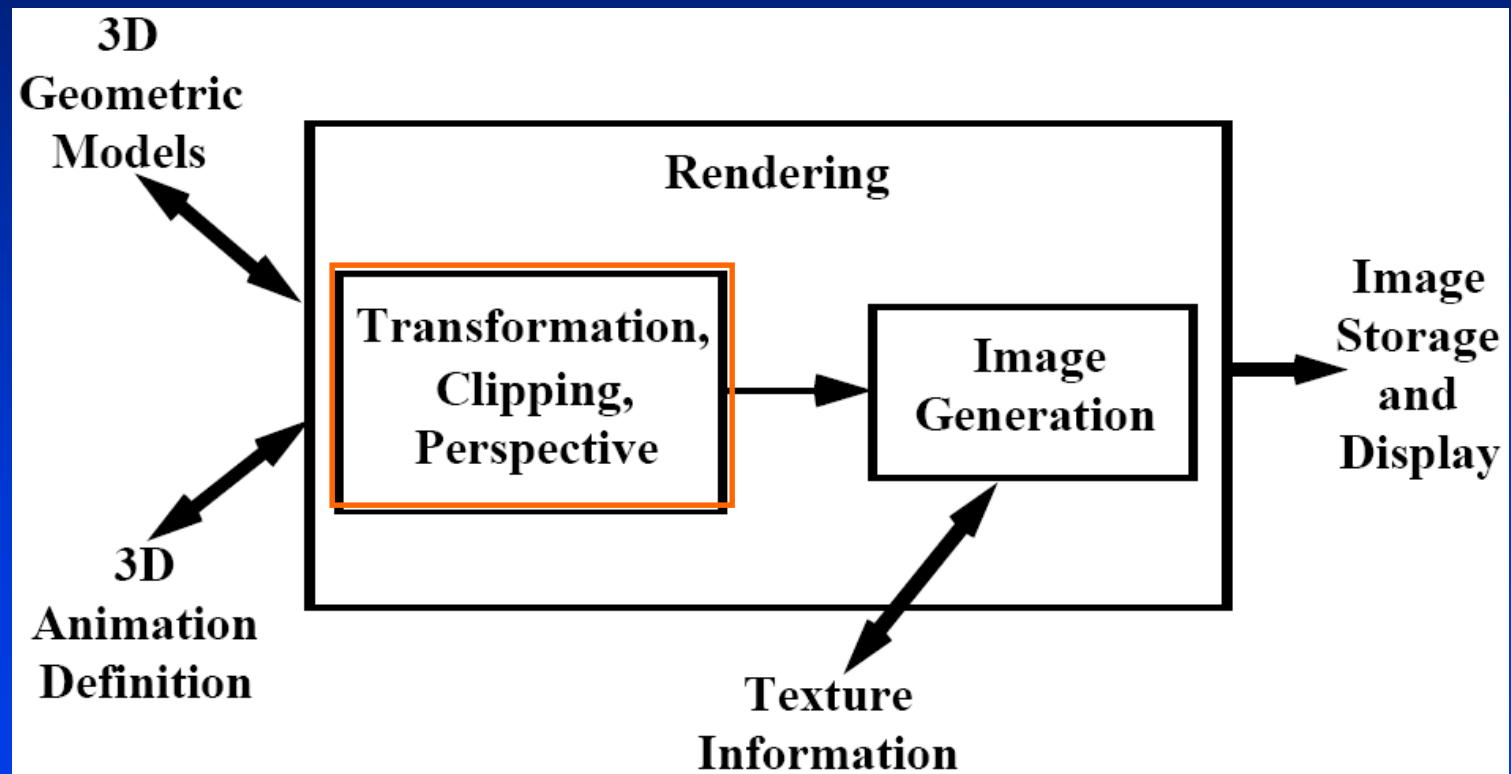 3D
Geometric
Models
Rendering
Transformation,
Clipping,
Perspective
Image
Generation
Image
Storage
and
Display
3D
Animation
Definition
Texture
Information